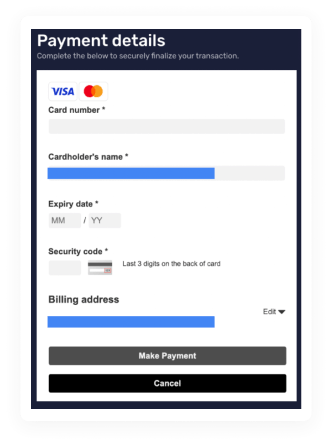 Payment details
Complete the below to securely finalize your transaction.
VISA
Card number *
Cardholder's name *
Expiry date *
MM / YY
Security code *
Last 3 digits on the back of card
Billing address
Edit
Make Payment
Cancel